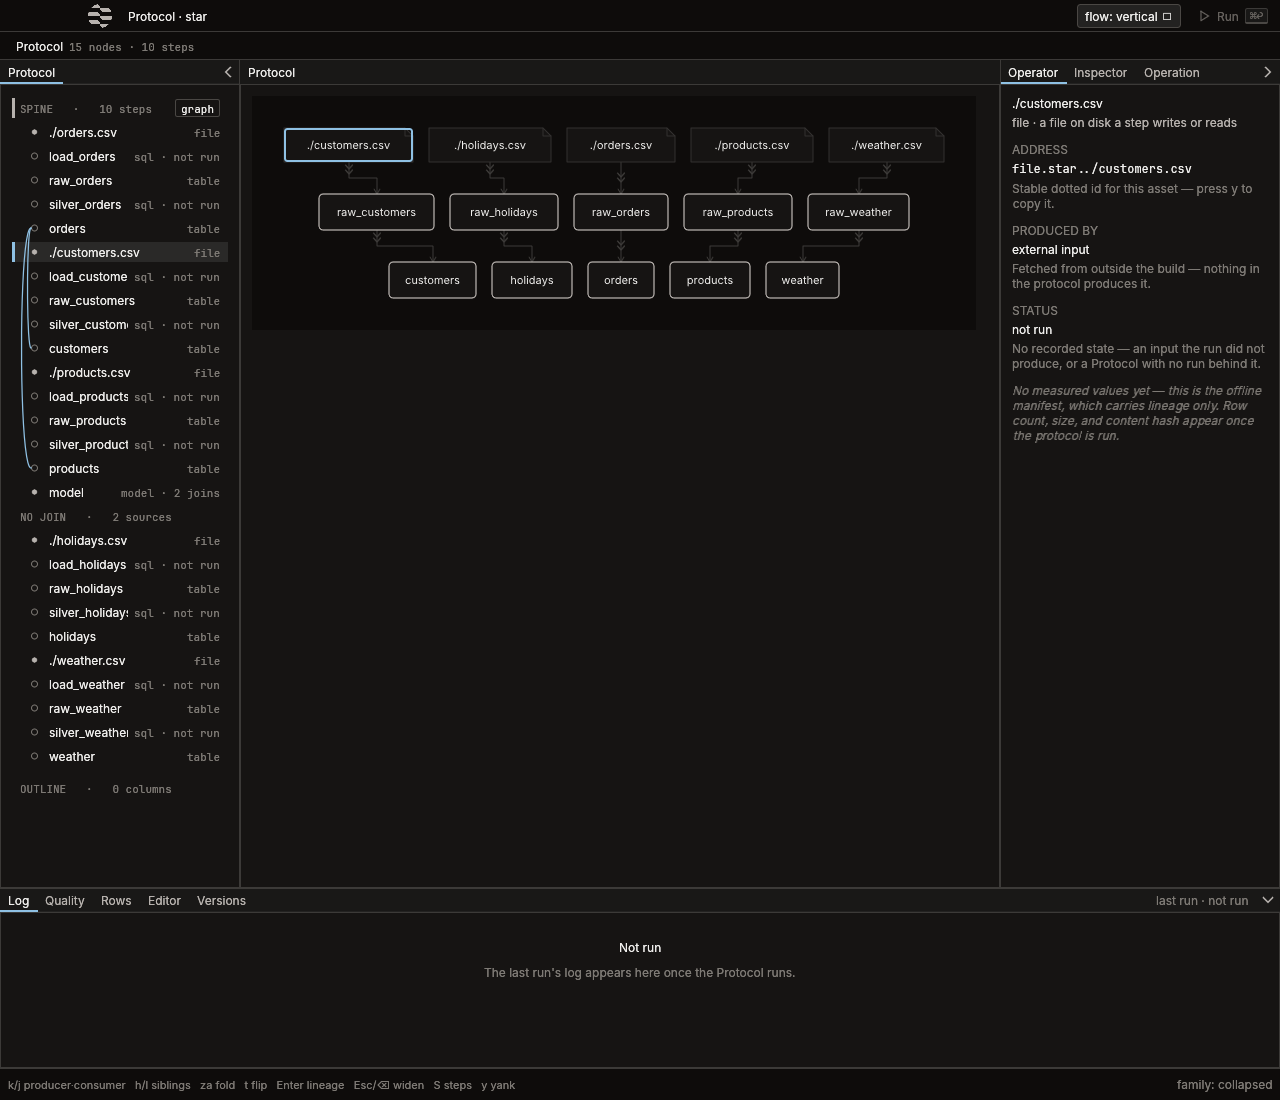 Protocol · star
flow: vertical
Run ⌘⏎
Protocol 15 nodes · 10 steps
Protocol
Protocol
Operator Inspector Operation
SPINE · 10 steps graph
./orders.csv file
load_orders sql · not run
raw_orders table
silver_orders sql · not run
orders table
./customers.csv file
load_custome sql · not run
raw_customers table
silver_custom sql · not run
customers table
./products.csv file
load_products sql · not run
raw_products table
silver_product sql · not run
products table
model model · 2 joins
NO JOIN · 2 sources
./holidays.csv file
load_holidays sql · not run
raw_holidays table
silver_holidays sql · not run
holidays table
./weather.csv file
load_weather sql · not run
raw_weather table
silver_weather sql · not run
weather table
OUTLINE · 0 columns
./customers.csv ./holidays.csv ./orders.csv ./products.csv ./weather.csv
raw_customers raw_holidays raw_orders raw_products raw_weather
customers holidays orders products weather
./customers.csv
file · a file on disk a step writes or reads
ADDRESS
file.star../customers.csv
Stable dotted id for this asset — press y to
copy it.
PRODUCED BY
external input
Fetched from outside the build — nothing in
the protocol produces it.
STATUS
not run
No recorded state — an input the run did not
produce, or a Protocol with no run behind it.
No measured values yet — this is the offline
manifest, which carries lineage only. Row
count, size, and content hash appear once
the protocol is run.
Log Quality Rows Editor Versions
last run · not run
Not run
The last run's log appears here once the Protocol runs.
k/j producer·consumer h/l siblings za fold t flip Enter lineage Esc/⌫ widen S steps y yank
family: collapsed